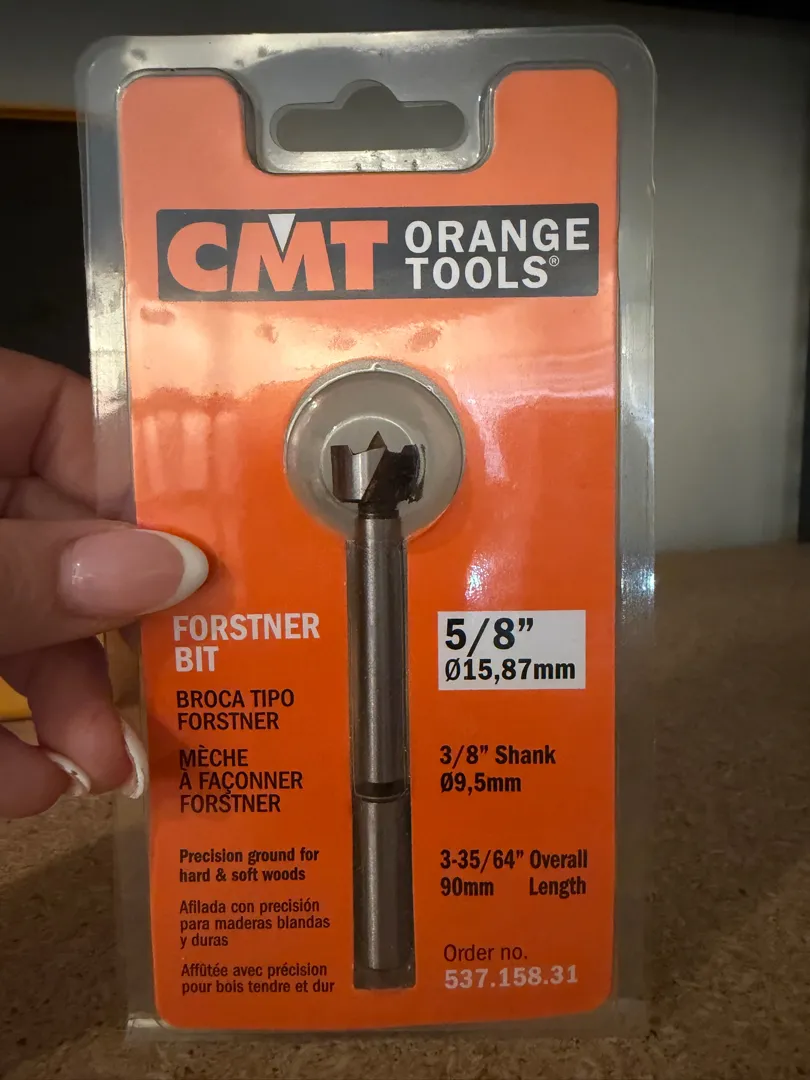 CMT ORANGE
TOOLS®
FORSTNER
BIT
BROCA TIPO
FORSTNER
MÈCHE
À FAÇONNER
FORSTNER
Precision ground for
hard & soft woods
Afilada con precisión
para maderas blandas
y duras
Affûtée avec précision
pour bois tendre et dur
5/8”
Ø15,87mm
3/8” Shank
Ø9,5mm
3-35/64” Overall
90mm Length
Order no.
537.158.31